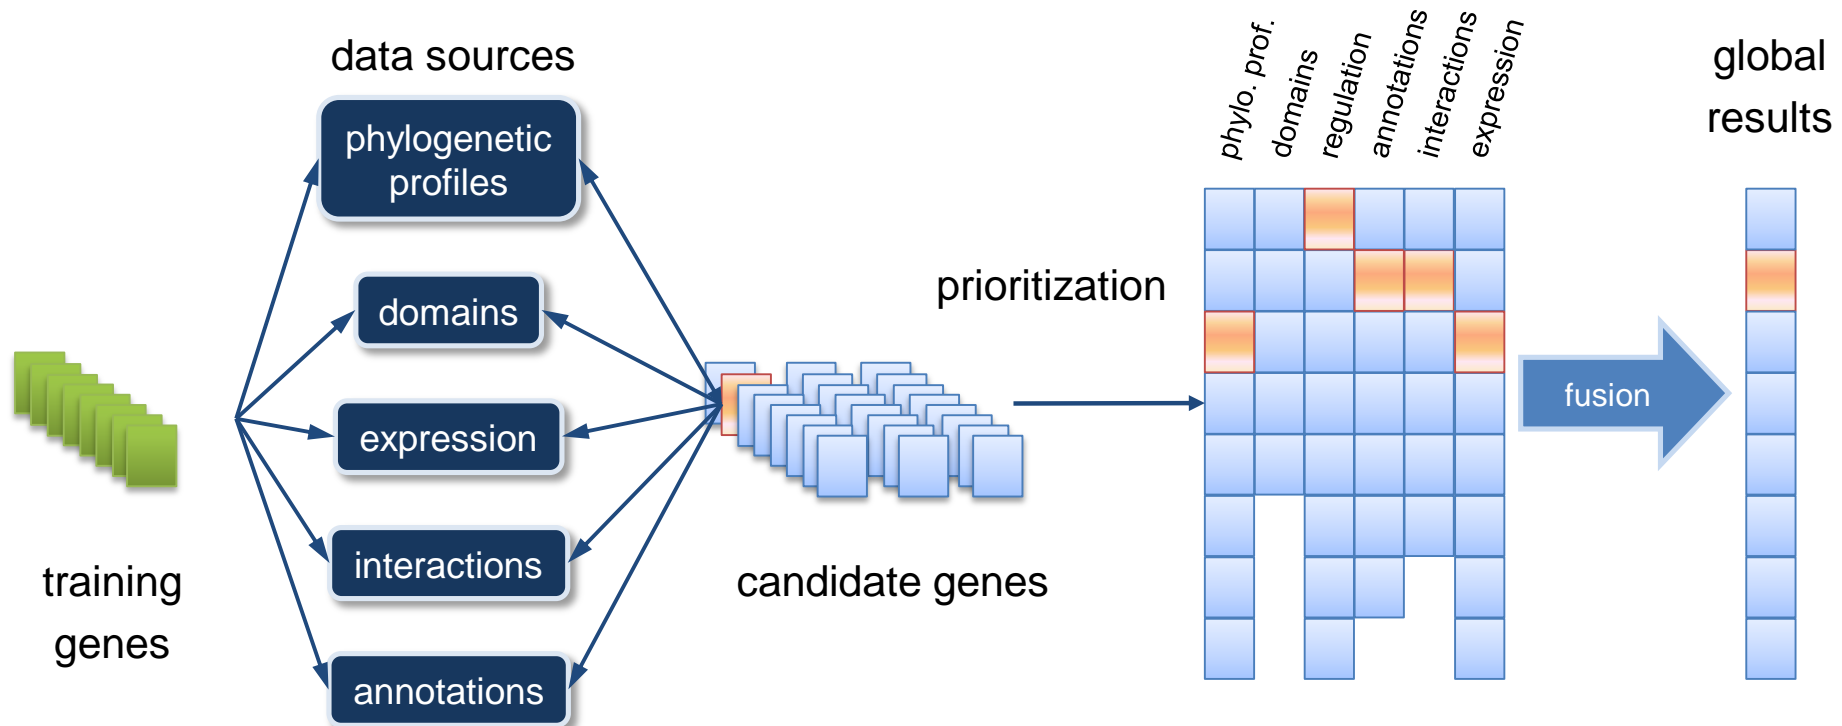 data sources
phylogenetic
profiles
domains
expression
interactions
annotations
training
genes
candidate genes
prioritization
phylo. prof.
domains
regulation
annotations
interactions
expression
fusion
global
results